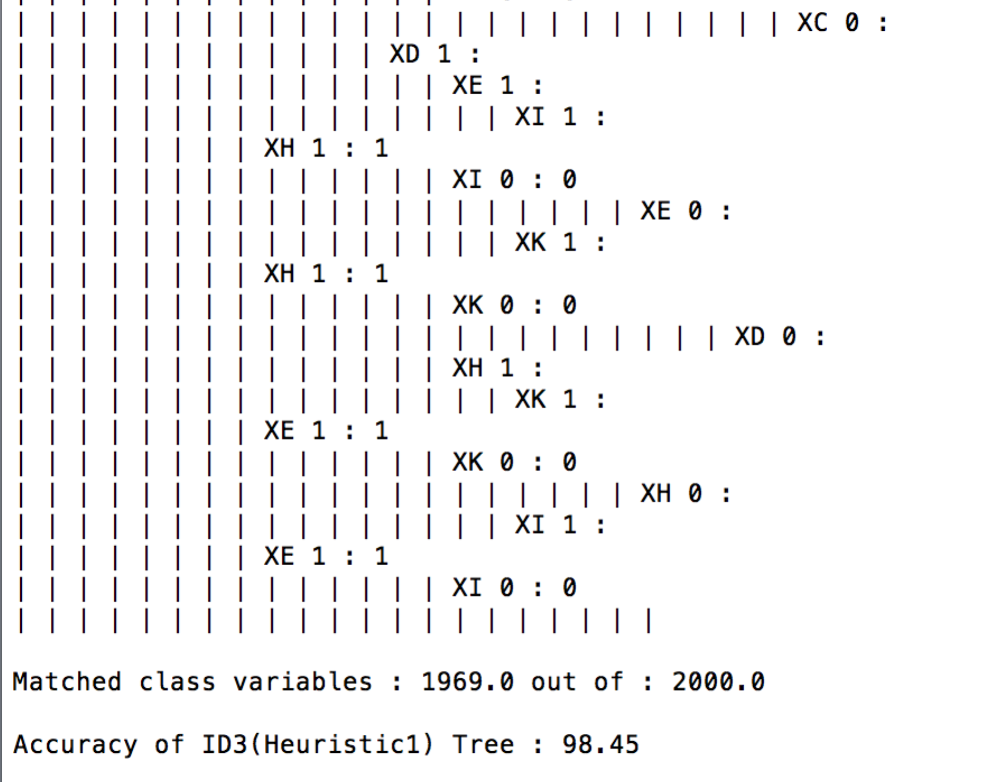 | | | | | | | | | | | | | | | | | | | | | | | | | XC 0 :
| | | | | | | | | | | | XD 1 :
| | | | | | | | | | | | | | XE 1 :
| | | | | | | | | | | | | | | | XI 1 :
| | | | | | | | XH 1 : 1
| | | | | | | | | | | | | | XI 0 : 0
| | | | | | | | | | | | | | | | | | | | XE 0 :
| | | | | | | | | | | | | | | | XK 1 :
| | | | | | | | XH 1 : 1
| | | | | | | | | | | | | | XK 0 : 0
| | | | | | | | | | | | | | | | | | | | | | | XD 0 :
| | | | | | | | | | | | | | XH 1 :
| | | | | | | | | | | | | | | | XK 1 :
| | | | | | | | XE 1 : 1
| | | | | | | | | | | | | | XK 0 : 0
| | | | | | | | | | | | | | | | | | | | XH 0 :
| | | | | | | | | | | | | | | | XI 1 :
| | | | | | | | XE 1 : 1
| | | | | | | | | | | | | | XI 0 : 0
| | | | | | | | | | | | | | | | | | | | |
Matched class variables : 1969.0 out of : 2000.0
Accuracy of ID3(Heuristic1) Tree : 98.45